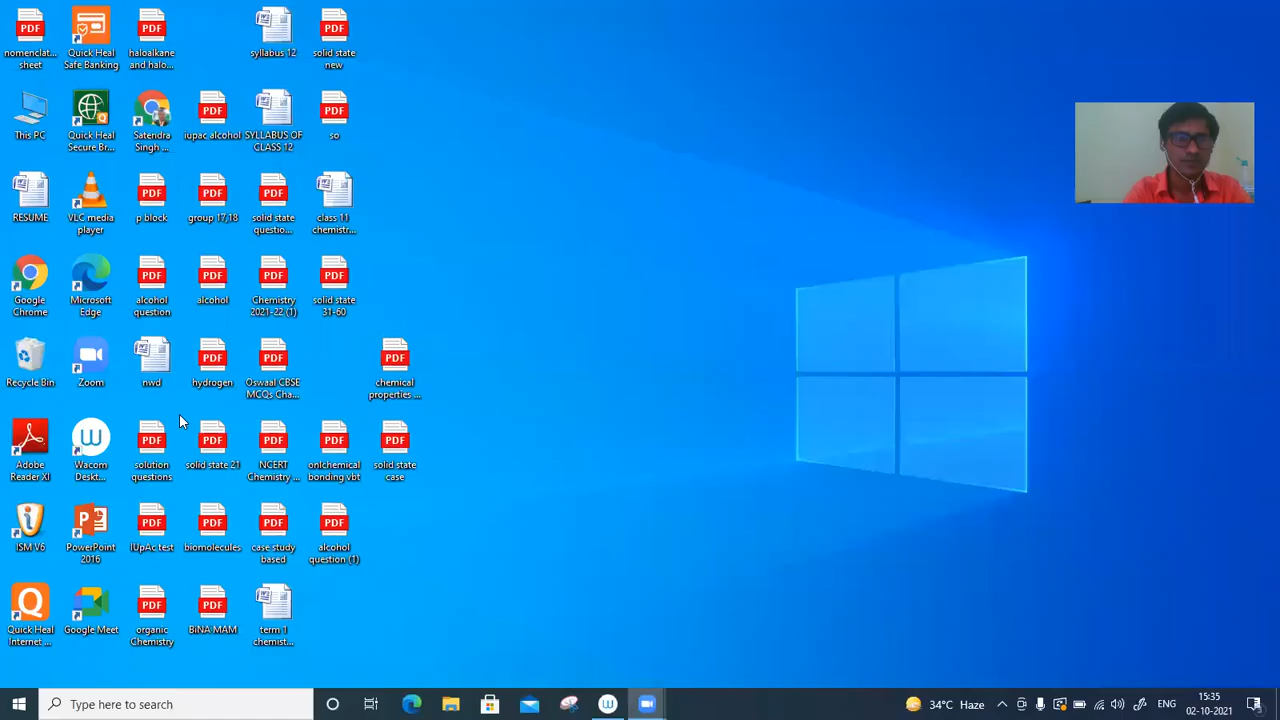 PDF
nomenclat...
sheet
Quick Heal
Safe Banking
PDF
haloalkane
and halo...
syllabus 12
PDF
solid state
new
This PC
Quick Heal
Secure Br...
Satendra
Singh ...
PDF
iupac alcohol
SYLLABUS OF
CLASS 12
PDF
so
RESUME
VLC media
player
PDF
p block
PDF
group 17,18
PDF
solid state
questio...
class 11
chemistr...
Google
Chrome
Microsoft
Edge
PDF
alcohol
question
PDF
alcohol
PDF
Chemistry
2021-22 (1)
PDF
solid state
31-60
Recycle Bin
Zoom
nwd
PDF
hydrogen
PDF
Oswaal CBSE
MCQs Cha...
PDF
chemical
properties ...
Adobe
Reader XI
W
Wacom
Deskt...
PDF
solution
questions
PDF
solid state 21
PDF
NCERT
Chemistry ...
PDF
onlchemical
bonding vbt
PDF
solid state
case
ISM V6
PowerPoint
2016
PDF
IUpAc test
PDF
biomolecules
PDF
case study
based
PDF
alcohol
question (1)
Quick Heal
Internet ...
Google Meet
PDF
organic
Chemistry
PDF
BiNA MAM
term 1
chemist...
Type here to search
34°C Haze
ENG
15:35
02-10-2021